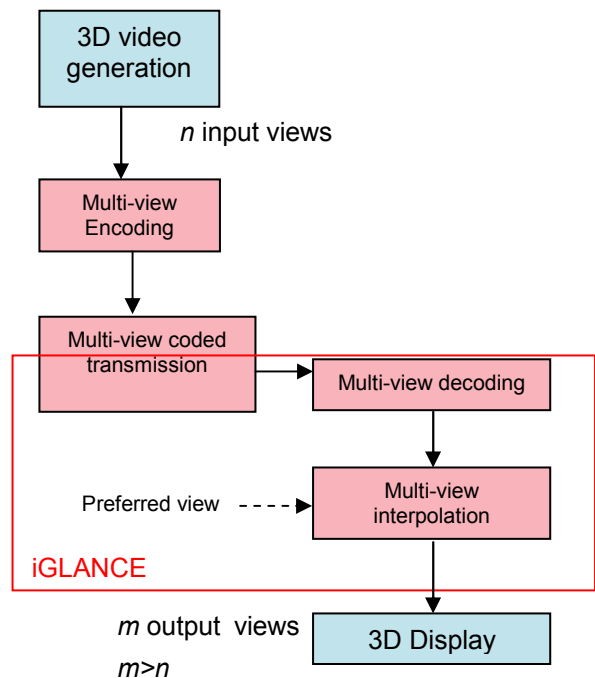 3D video
generation
n input views
Multi-view
Encoding
Multi-view coded
transmission
Multi-view decoding
Preferred view
Multi-view
interpolation
iGLANCE
m output views
m>n
3D Display